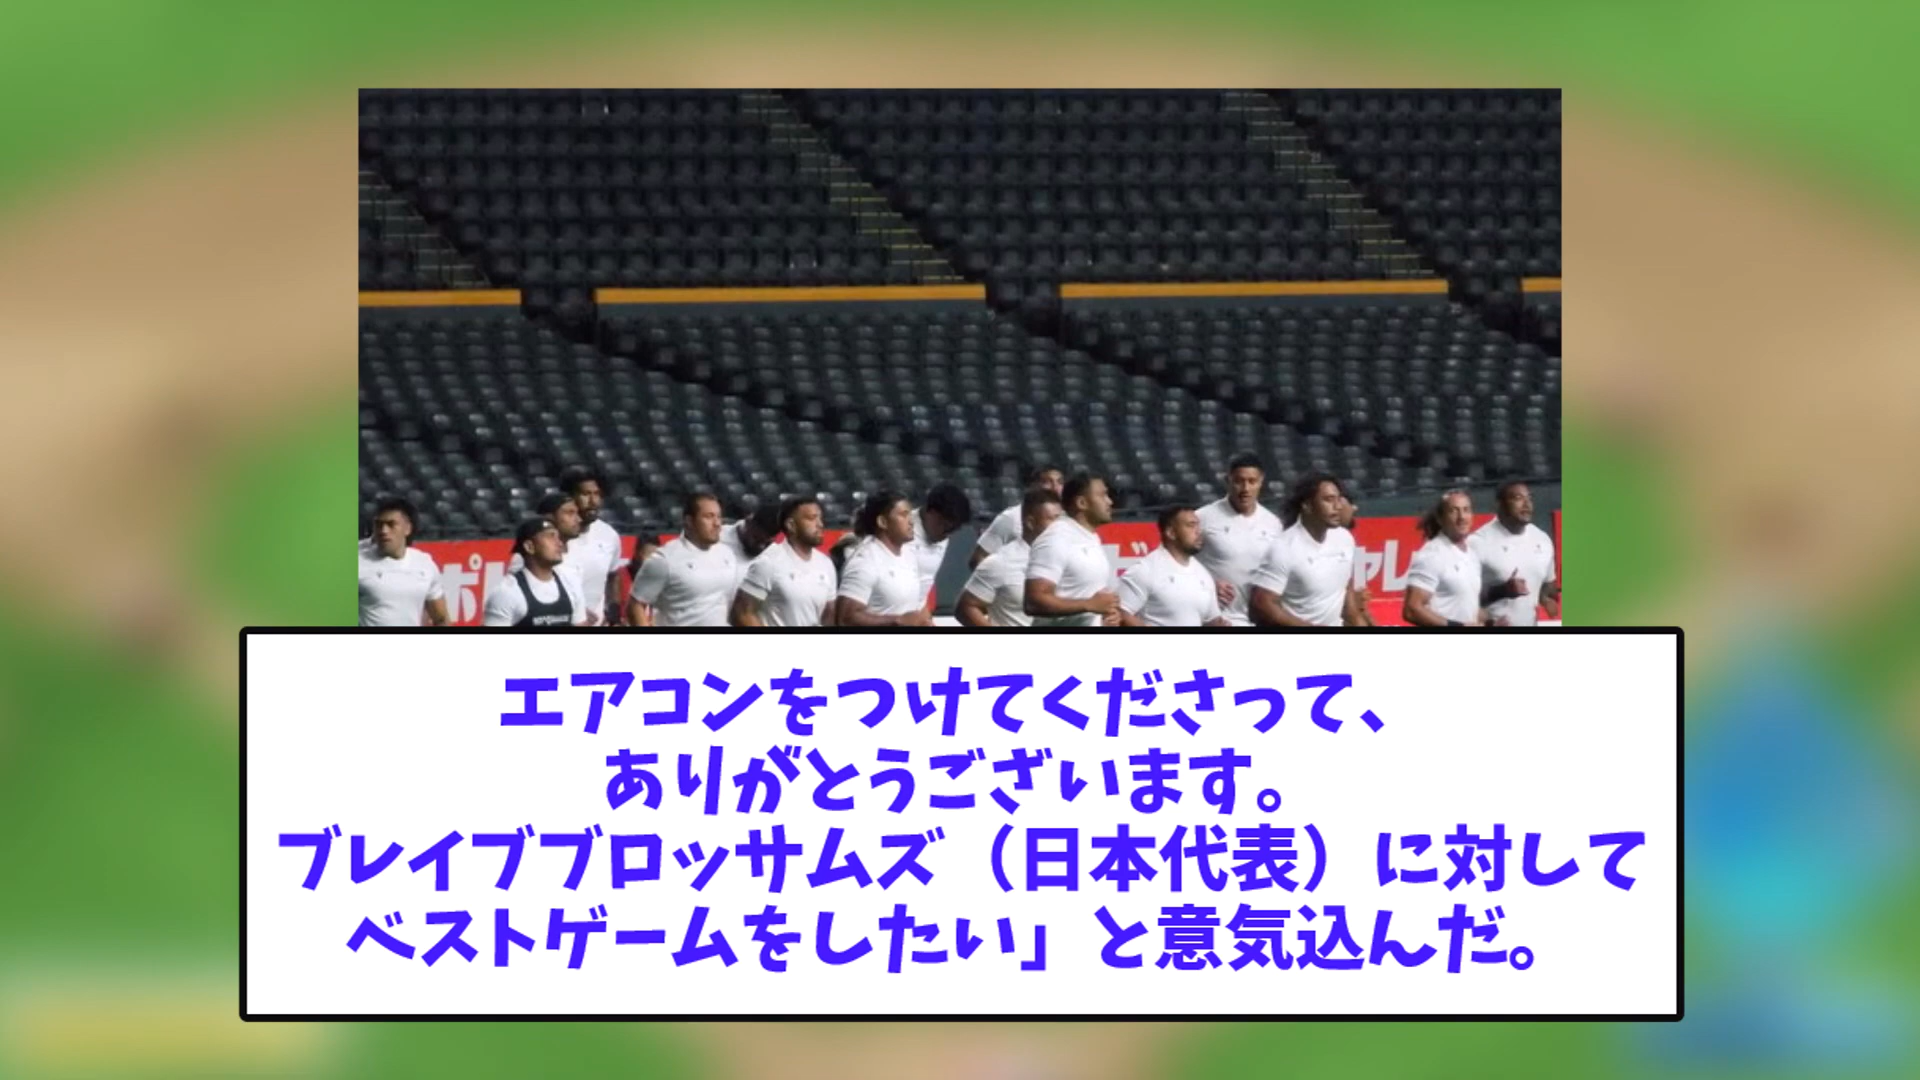 ポ
エアコンをつけてくださって、
ありがとうございます。
ブレイブブロッサムズ（日本代表）に対して
ベストゲームをしたい」と意気込んだ。